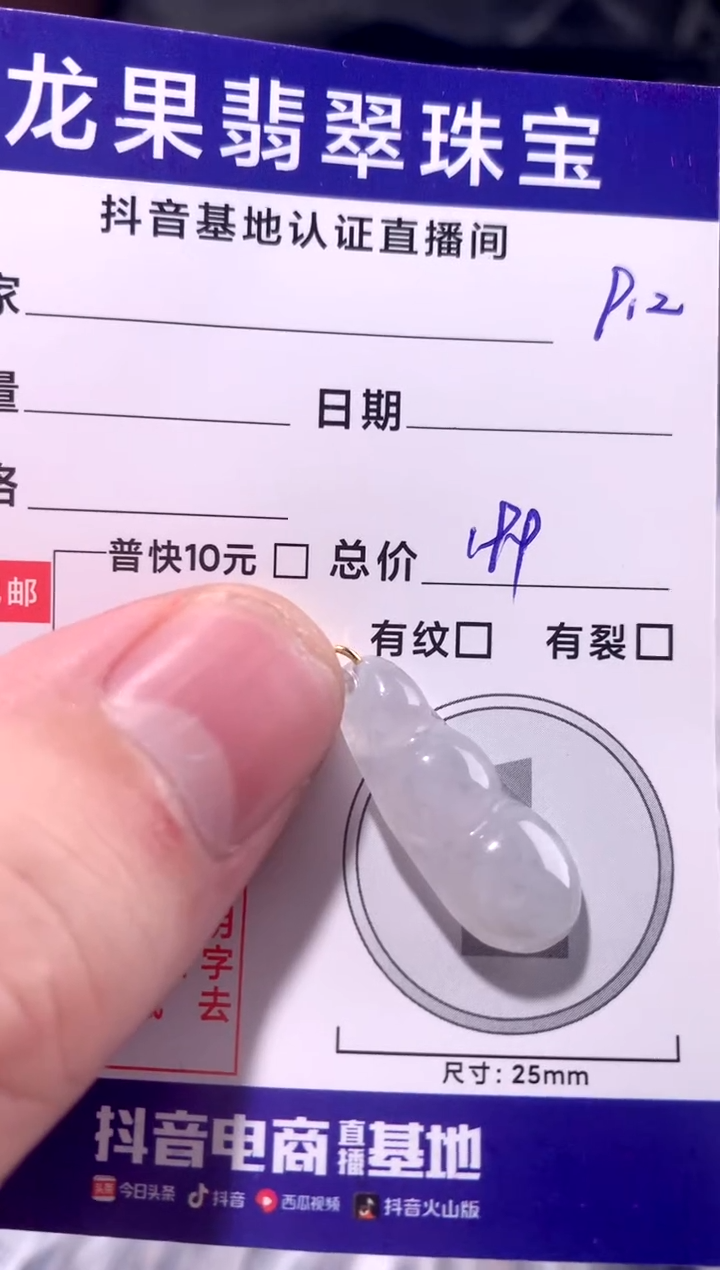 龙果翡翠珠宝
抖音基地认证直播间
家
P12
量 日期
格
普快10元 □ 总价
邮
有纹□ 有裂□
字
去
尺寸: 25mm
抖音电商直播基地
头条 今日头条 抖音 西瓜视频 抖音火山版